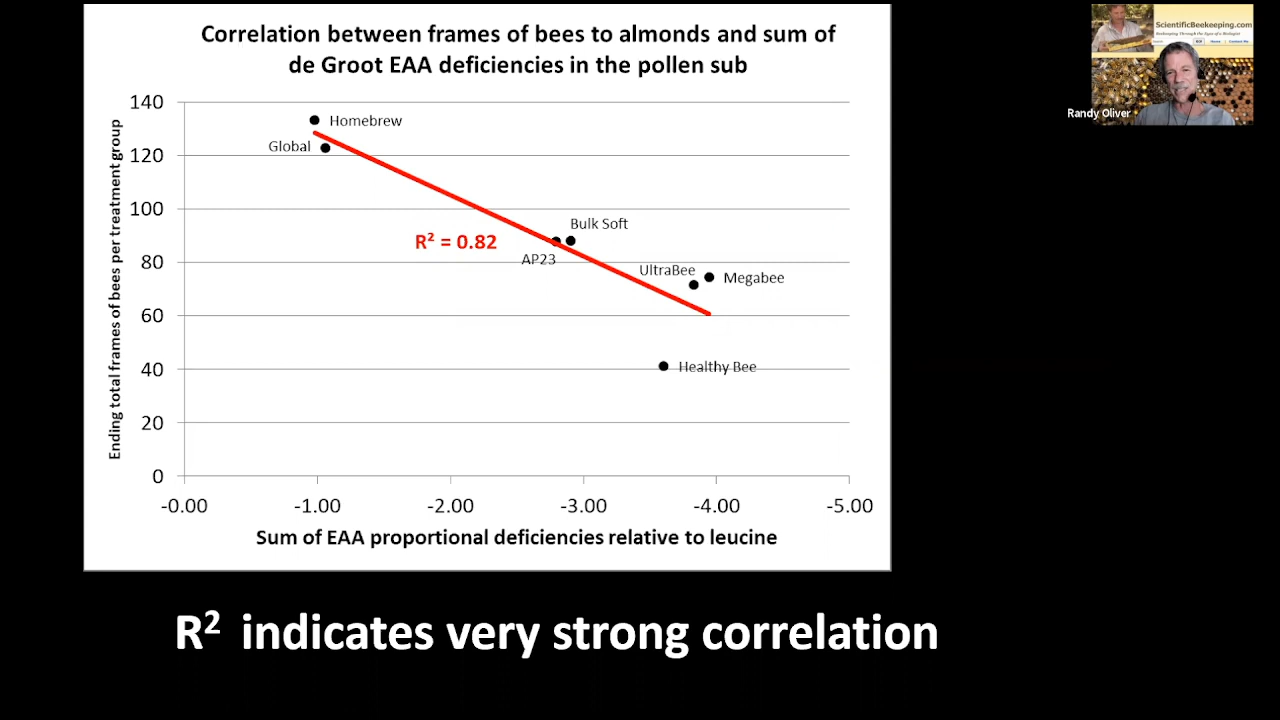 Correlation between frames of bees to almonds and sum of
de Groot EAA deficiencies in the pollen sub
Ending total frames of bees per treatment group
140
120
100
80
60
40
20
0
Homebrew
Global
Bulk Soft
R² = 0.82
AP23
UltraBee
Megabee
Healthy Bee
-0.00 -1.00 -2.00 -3.00 -4.00 -5.00
Sum of EAA proportional deficiencies relative to leucine
R² indicates very strong correlation
ScientificBeekeeping.com
Randy Oliver